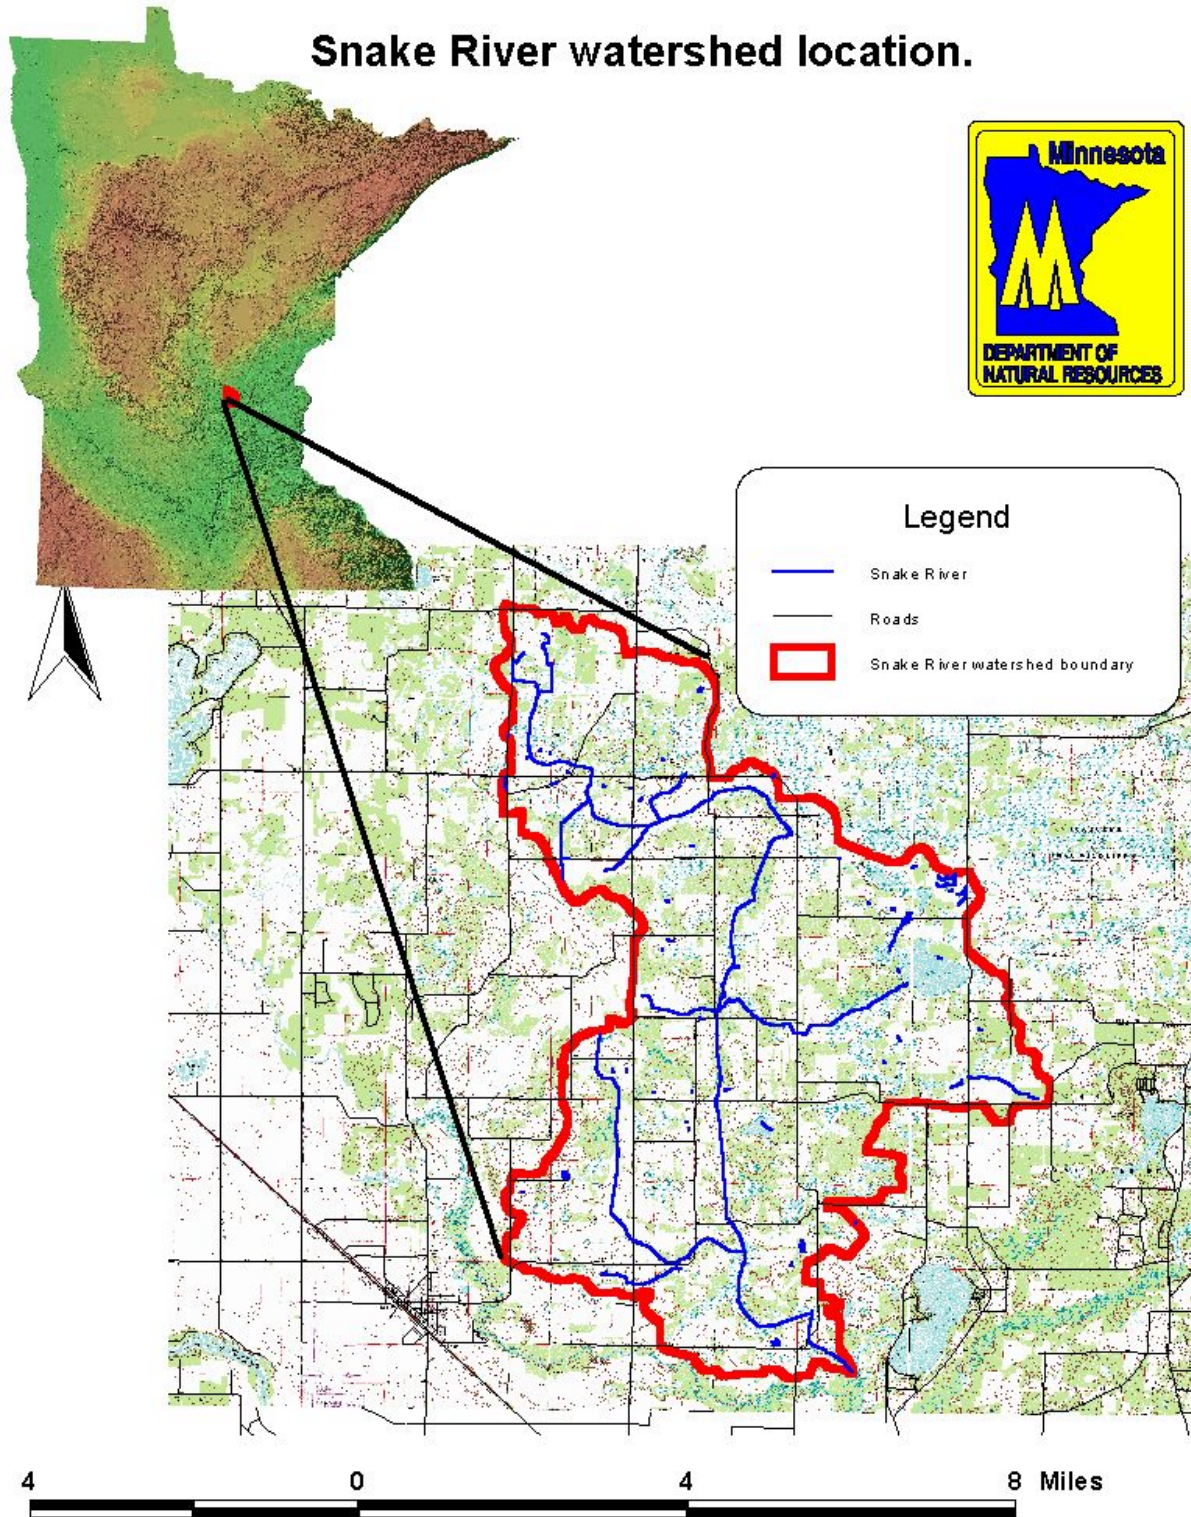 Snake River watershed location.
Minnesota
DEPARTMENT OF
NATURAL RESOURCES
Legend
Snake River
Roads
Snake River watershed boundary
4 0 4 8 Miles